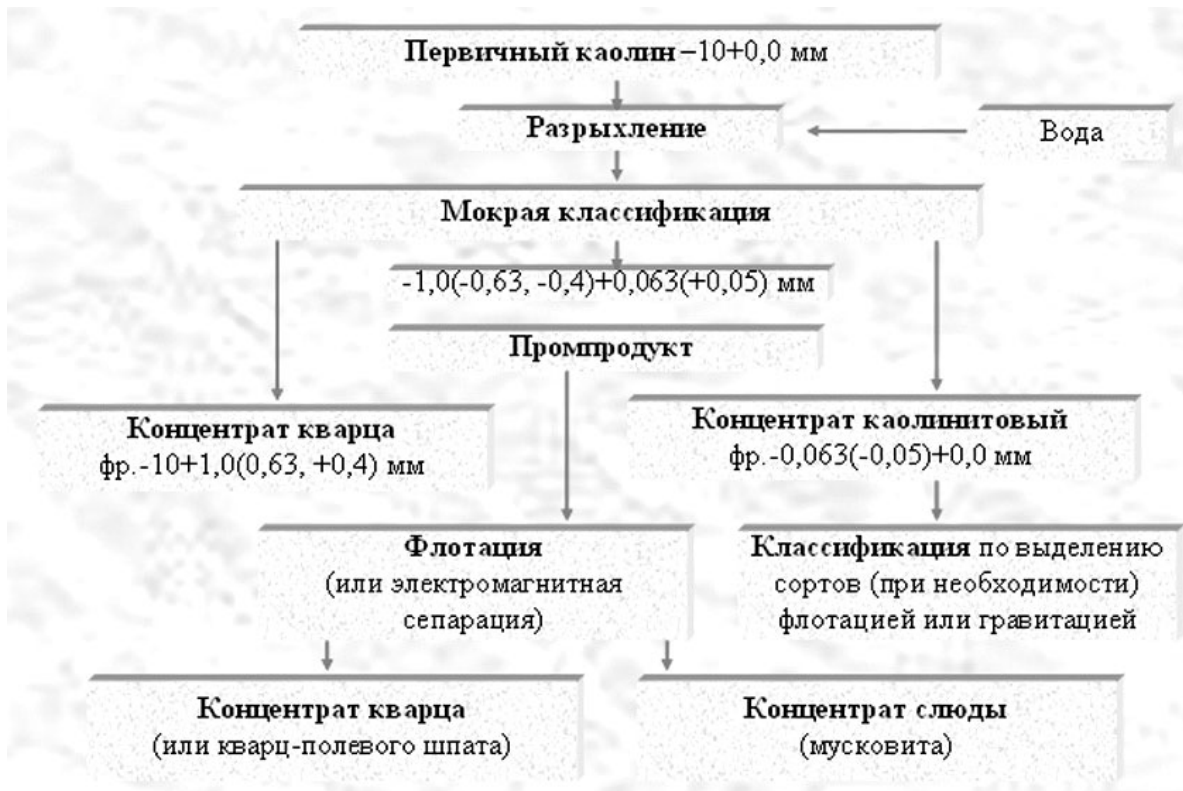 Первичный каолин –10+0,0 мм
Разрыхление
Вода
Мокрая классификация
-1,0(-0,63, -0,4)+0,063(+0,05) мм
Промпродукт
Концентрат кварца
фр.-10+1,0(0,63, +0,4) мм
Концентрат каолинитовый
фр.-0,063(-0,05)+0,0 мм
Флотация
(или электромагнитная
сепарация)
Классификация по выделению
сортов (при необходимости)
флотацией или гравитацией
Концентрат кварца
(или кварц-полевого шпата)
Концентрат слюды
(мусковита)